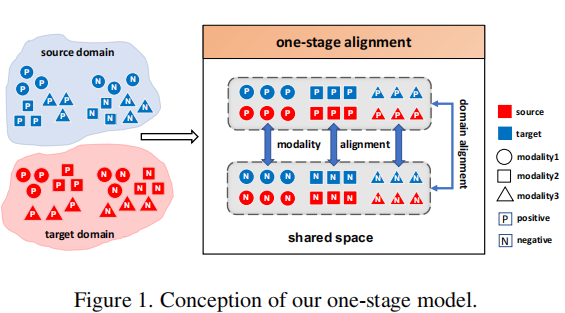 source domain
P P P P P P P P
N N N N N N N N N
P P P P P P P P P
N N N N N N N N N
target domain
one-stage alignment
P P P P P P P P P
P P P P P P P P P
modality alignment
N N N N N N N N N
N N N N N N N N N
shared space
domain alignment
source
target
modality1
modality2
modality3
P positive
N negative
Figure 1. Conception of our one-stage model.